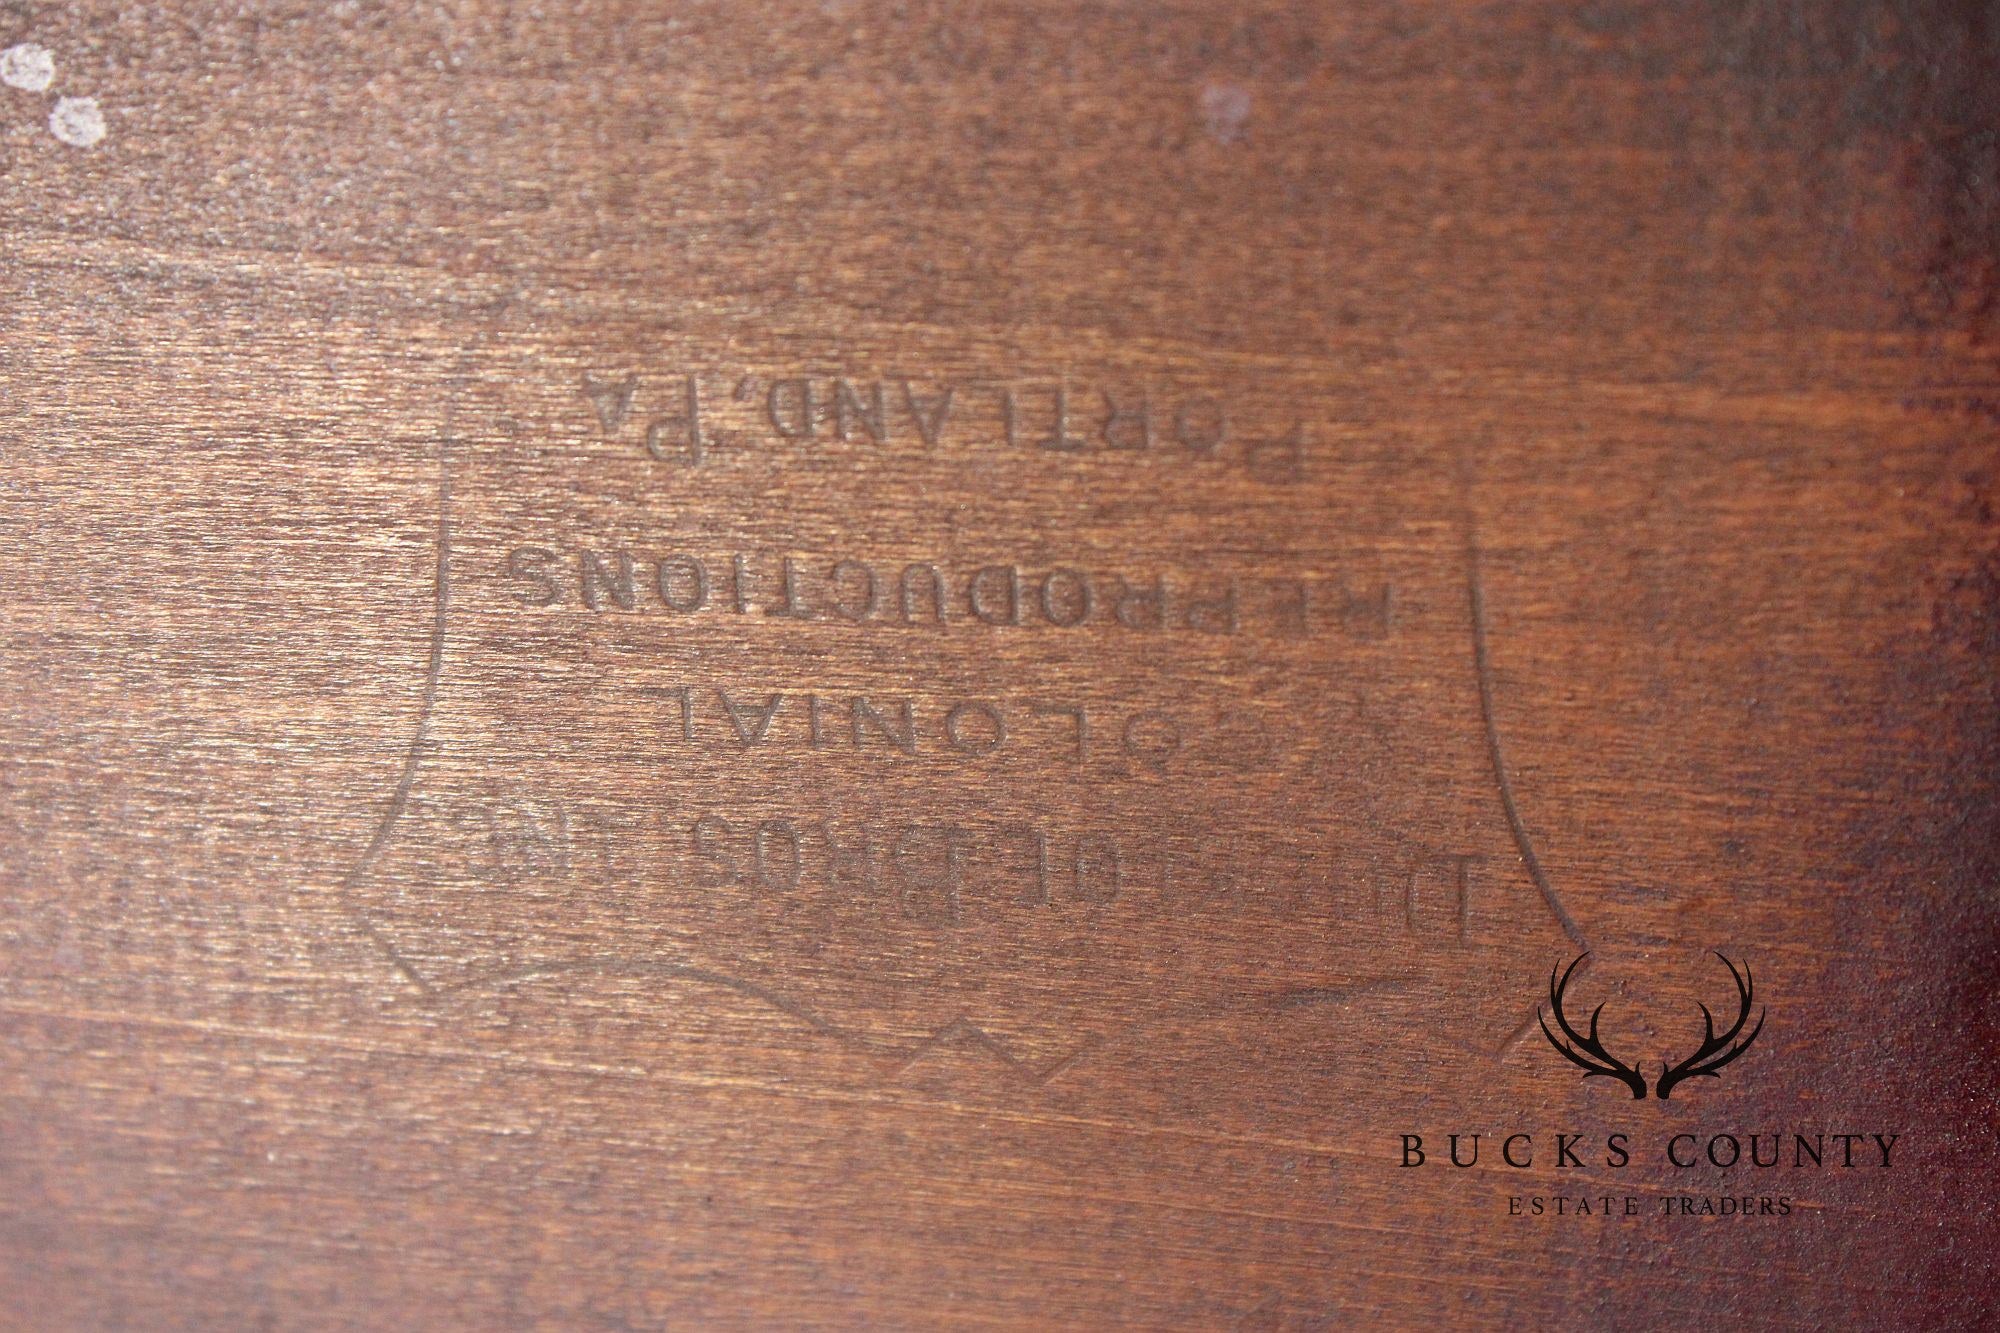 Bros. Inc.
COLONIAL
REPRODUCTIONS
PORTLAND, PA
BUCKS COUNTY
ESTATE TRADERS